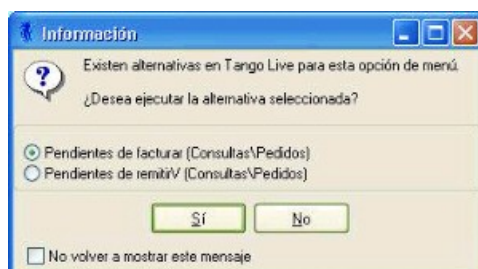 Información
Existen alternativas en Tango Live para esta opción de menú.
¿Desea ejecutar la alternativa seleccionada?
Pendientes de facturar (Consultas\Pedidos)
Pendientes de remitirV (Consultas\Pedidos)
Sí No
No volver a mostrar este mensaje